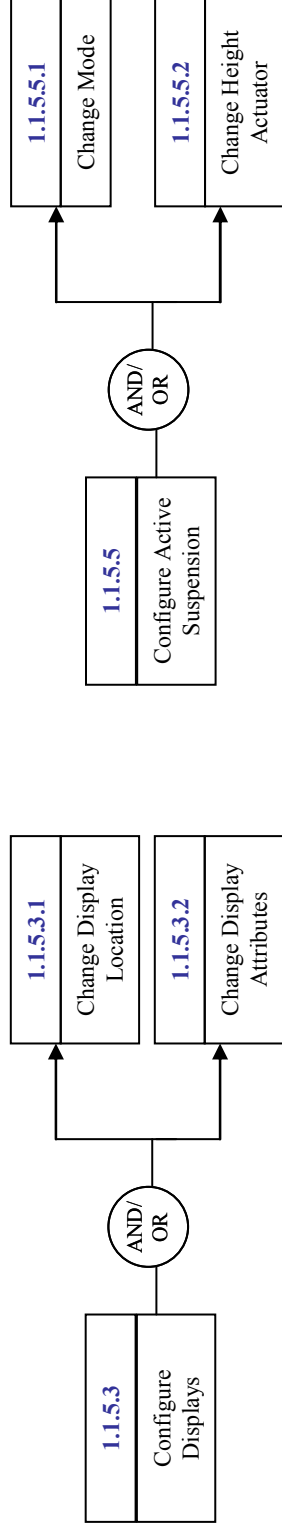 1.1.5.3
Configure
Displays
AND/
OR
1.1.5.3.1
Change Display
Location
1.1.5.3.2
Change Display
Attributes
1.1.5.5
Configure Active
Suspension
AND/
OR
1.1.5.5.1
Change Mode
1.1.5.5.2
Change Height
Actuator